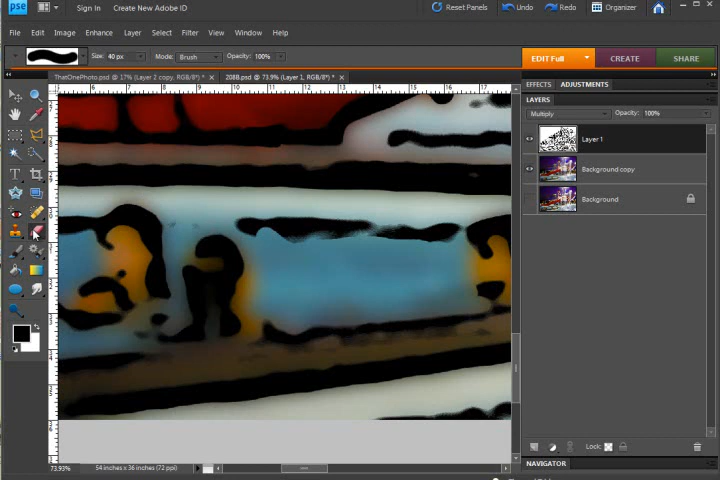 pse Sign In Create New Adobe ID Reset Panels Undo Redo Organizer
File Edit Image Enhance Layer Select Filter View Window Help
Size: 40 px Mode: Brush Opacity: 100% EDIT Full CREATE SHARE
ThatOnePhoto.psd @ 17% (Layer 2 copy, RGB/8*) * × 208B.psd @ 73.9% (Layer 1, RGB/8*) * ×
EFFECTS ADJUSTMENTS
LAYERS
Multiply Opacity: 100%
Layer 1
Background copy
Background
Lock:
NAVIGATOR
73.93% 54 inches x 36 inches (72 ppi)